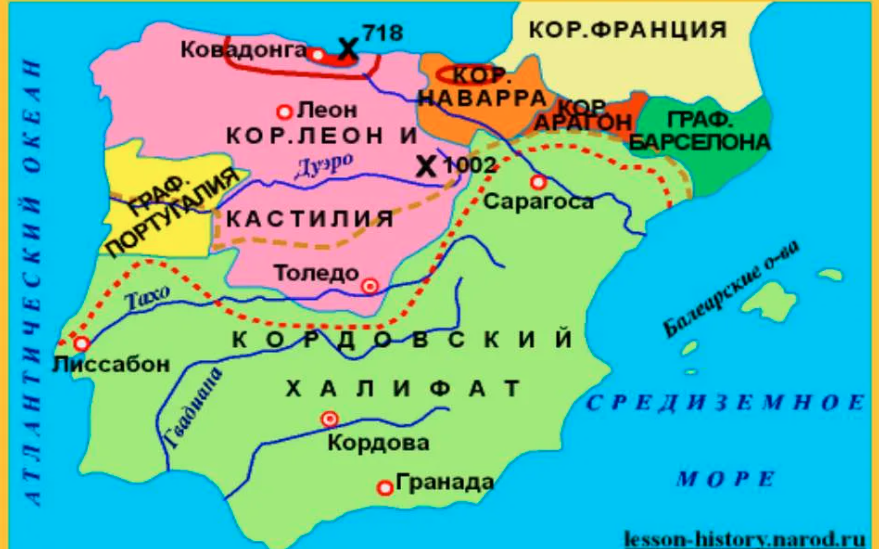 718
КОР.ФРАНЦИЯ
Ковадонга
X
КОР.
НАВАРРА
Леон
КОР.
АРАГОН
ГРАФ.
БАРСЕЛОНА
КОР.ЛЕОН И
Дуэро
X 1002
ГРАФ.
ПОРТУГАЛИЯ
КАСТИЛИЯ
Сарагоса
Толедо
Тахо
Балеарские о-ва
Лиссабон
КОРДОВСКИЙ
ХАЛИФАТ
Гвадиана
Кордова
Гранада
АТЛАНТИЧЕСКИЙ ОКЕАН
СРЕДИЗЕМНОЕ
МОРЕ
lesson-history.narod.ru